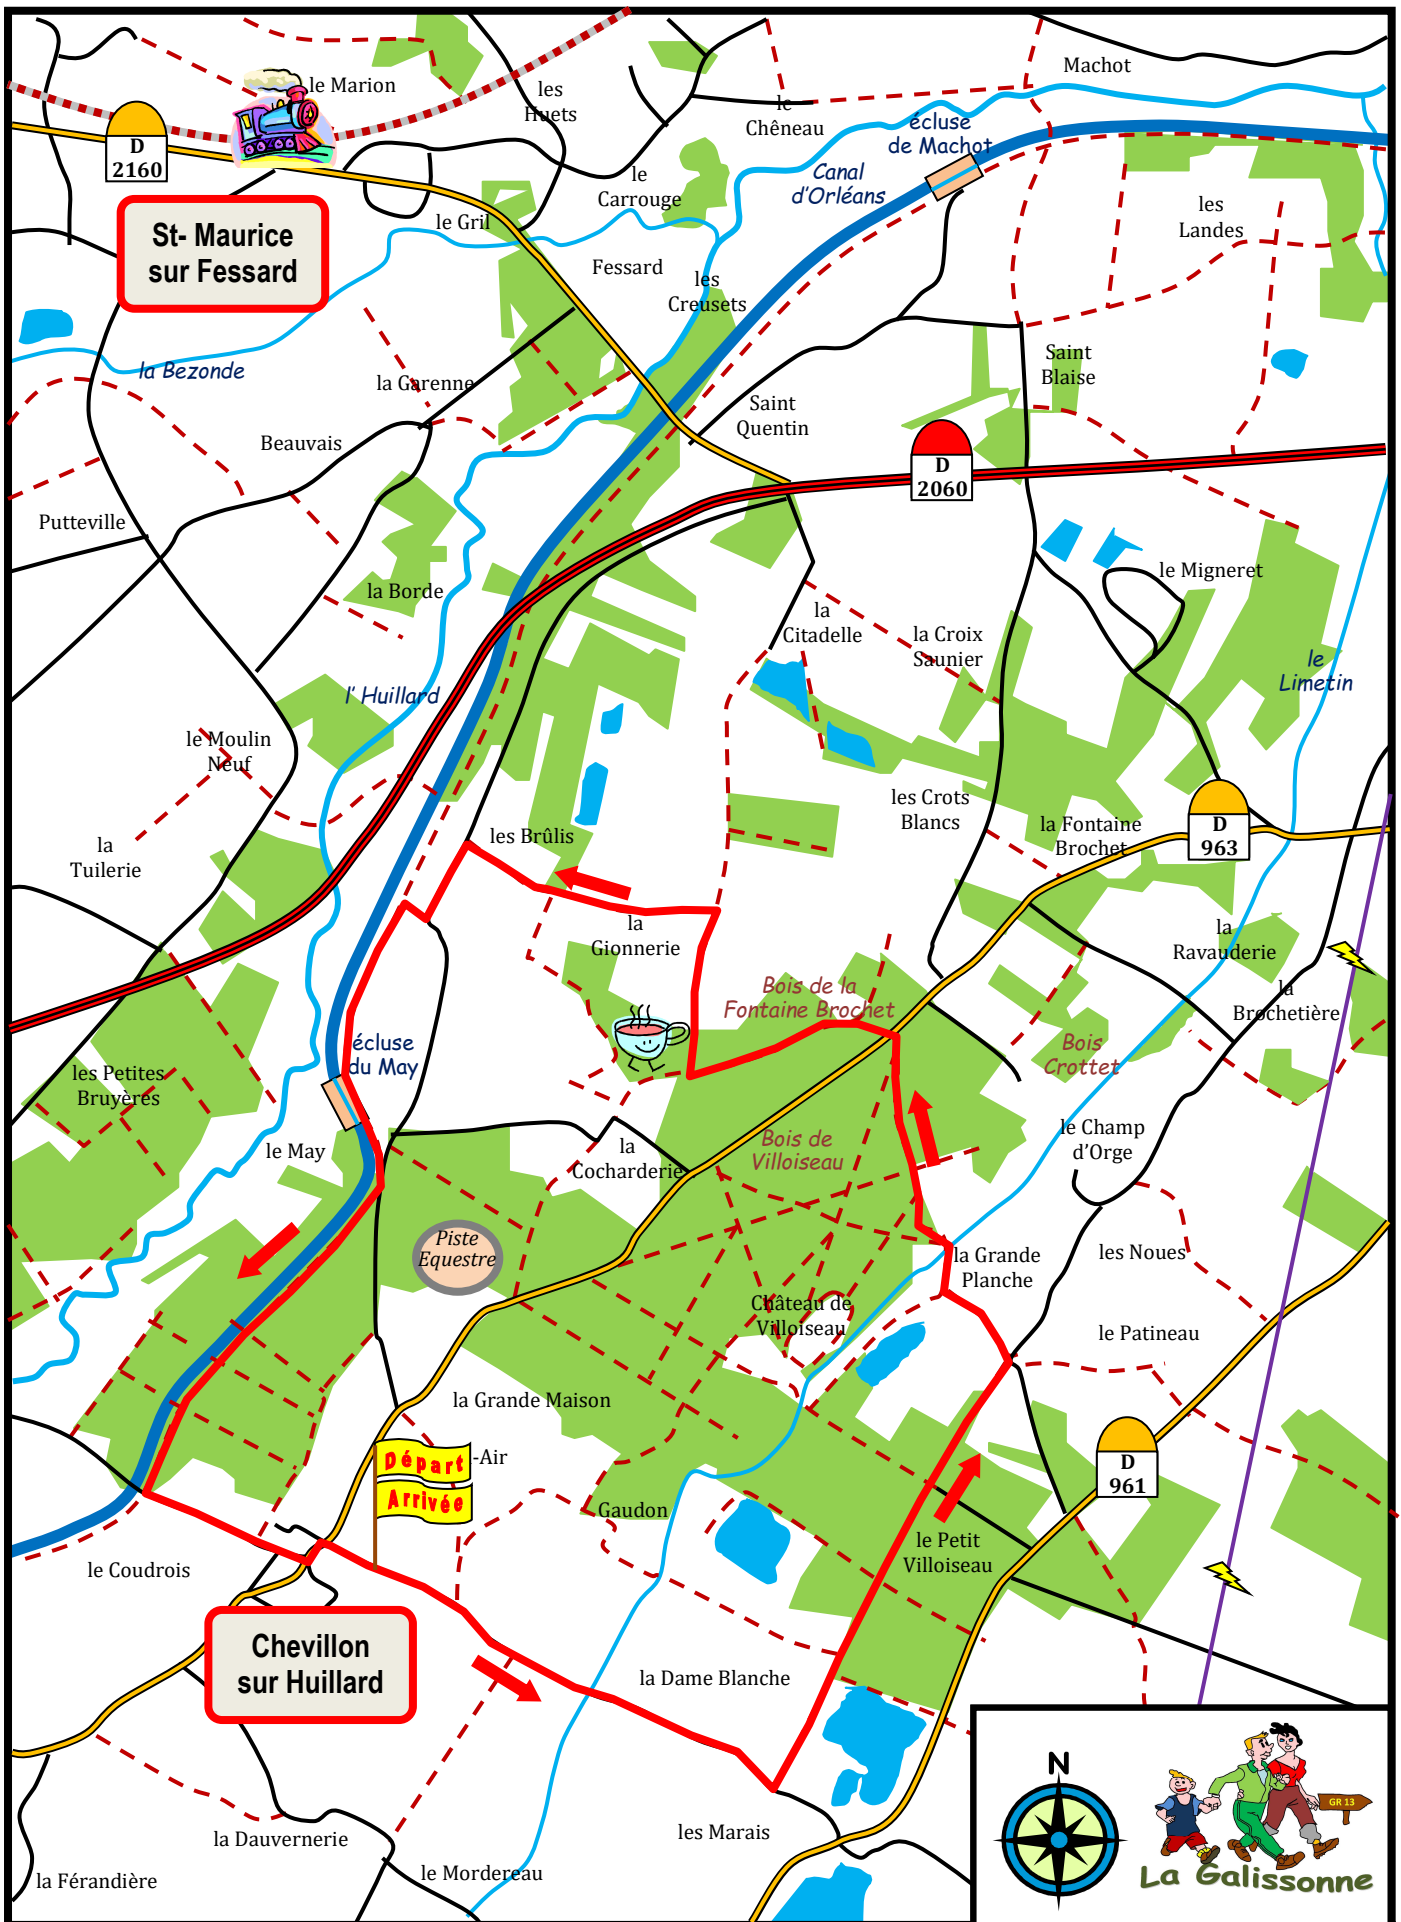 le Marion
les
Huets
Machot
le
Chêneau
écluse
de Machot
D
2160
Canal
d'Orléans
le
Carrouge
les
Landes
St- Maurice
sur Fessard
le Gril
Fessard
les
Creusets
la Bezonde
la Garenne
Saint
Blaise
Saint
Quentin
Beauvais
D
2060
Putteville
la Borde
le Migneret
la
Citadelle
la Croix
Saunier
le
Limetin
l' Huillard
le Moulin
Neuf
les Crots
Blancs
la Fontaine
Brochet
D
963
les Brûlis
la
Tuilerie
la
Gionnerie
la
Ravauderie
Bois de la
Fontaine Brochet
la
Brochetière
écluse
du May
Bois
Crottet
les Petites
Bruyères
le May
la
Cocharderie
Bois de
Villoiseau
le Champ
d'Orge
Piste
Equestre
la Grande
Planche
les Noues
Château de
Villoiseau
le Patineau
la Grande Maison
Départ
-Air
Arrivée
D
961
Gaudon
le Petit
Villoiseau
le Coudrois
Chevillon
sur Huillard
la Dame Blanche
les Marais
la Dauvernerie
le Mordereau
la Férandière
N
GR 13
La Galissonne